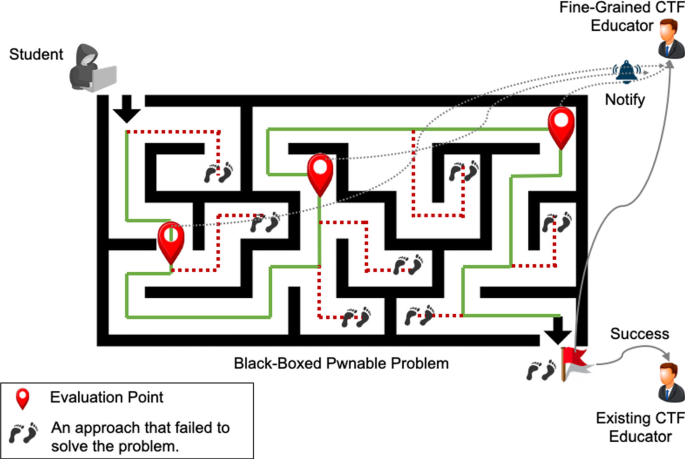 Fine-Grained CTF
Educator
Student
Notify
Success
Black-Boxed Pwnable Problem
Evaluation Point
An approach that failed to
solve the problem.
Existing CTF
Educator